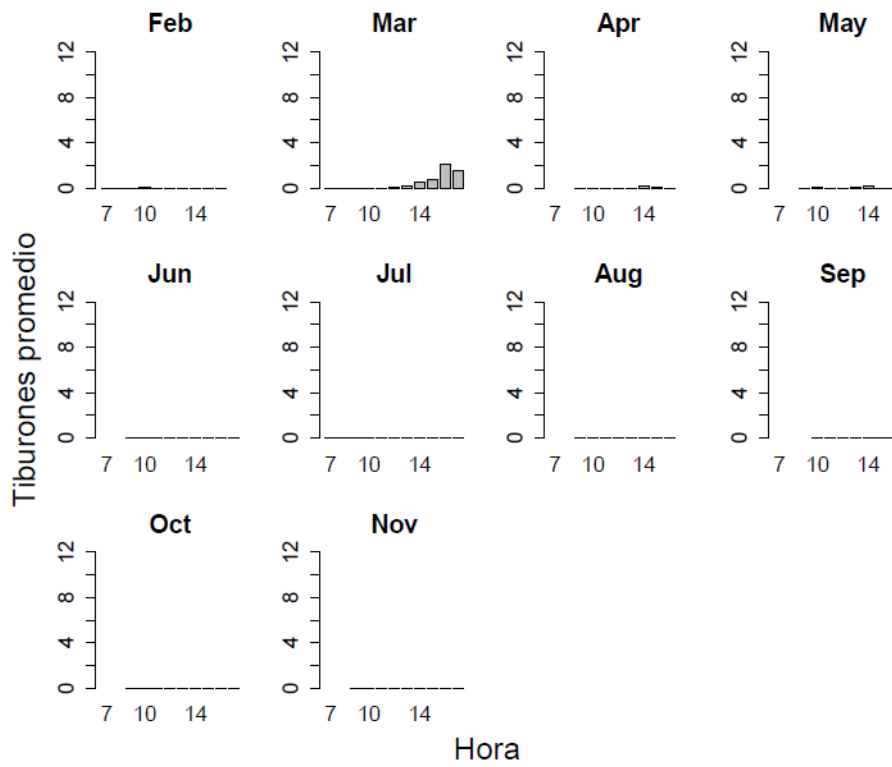 Feb Mar Apr May
12 12 12 12
8 8 8 8
4 4 4 4
0 0 0 0
7 10 14 7 10 14 7 10 14 7 10 14
Jun Jul Aug Sep
12 12 12 12
8 8 8 8
4 4 4 4
0 0 0 0
7 10 14 7 10 14 7 10 14 7 10 14
Oct Nov
12 12
8 8
4 4
0 0
7 10 14 7 10 14
Tiburones promedio
Hora